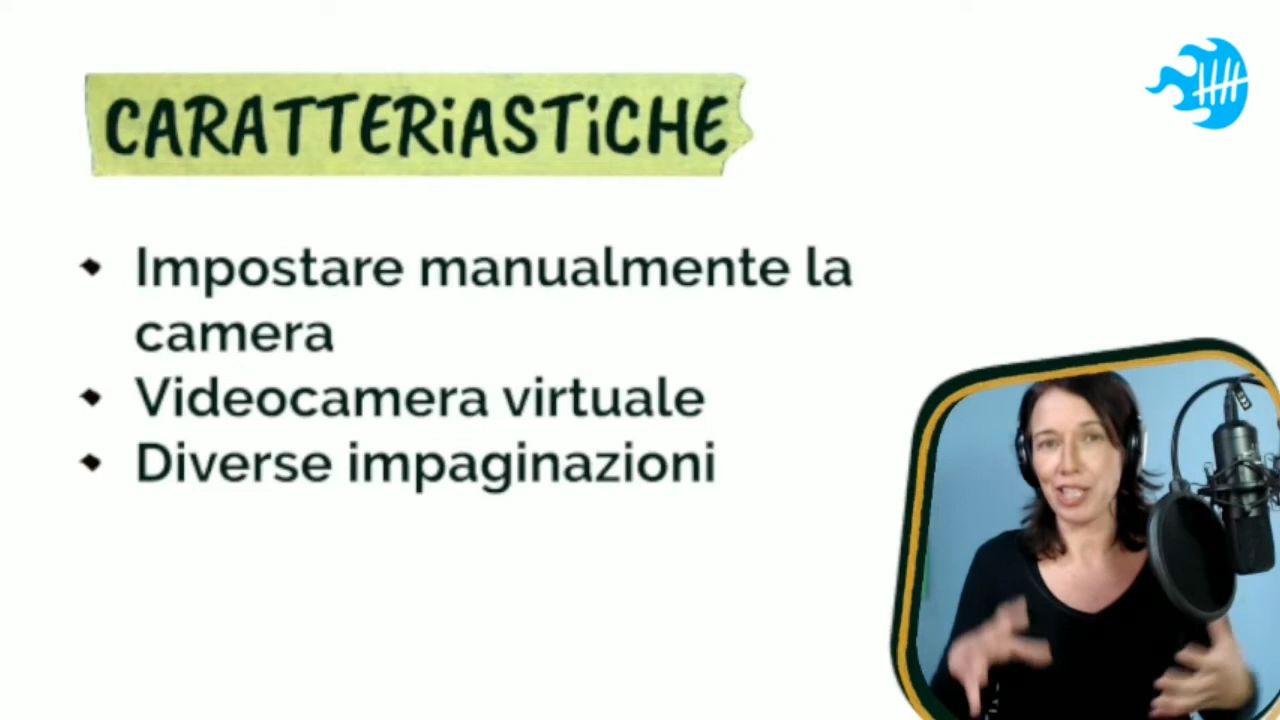 CARATTERiASTiCHE
Impostare manualmente la
camera
Videocamera virtuale
Diverse impaginazioni